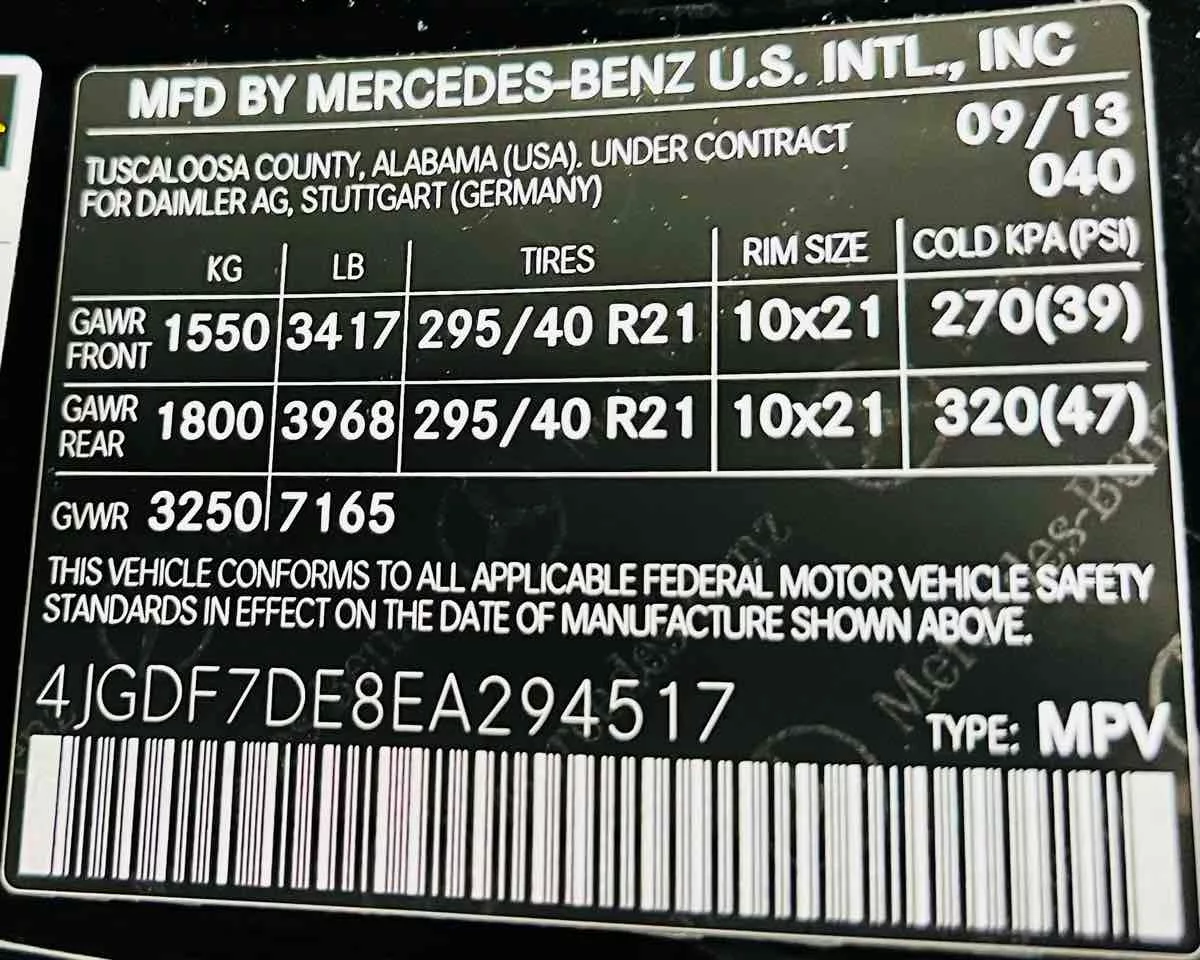 MFD BY MERCEDES-BENZ U.S. INTL., INC
09/13
TUSCALOOSA COUNTY, ALABAMA (USA). UNDER CONTRACT
FOR DAIMLER AG, STUTTGART (GERMANY)
040
KG LB TIRES RIM SIZE COLD KPA (PSI)
GAWR FRONT 1550 3417 295/40 R21 10x21 270(39)
GAWR REAR 1800 3968 295/40 R21 10x21 320(47)
GVWR 3250 7165
THIS VEHICLE CONFORMS TO ALL APPLICABLE FEDERAL MOTOR VEHICLE SAFETY
STANDARDS IN EFFECT ON THE DATE OF MANUFACTURE SHOWN ABOVE.
4JGDF7DE8EA294517
TYPE: MPV